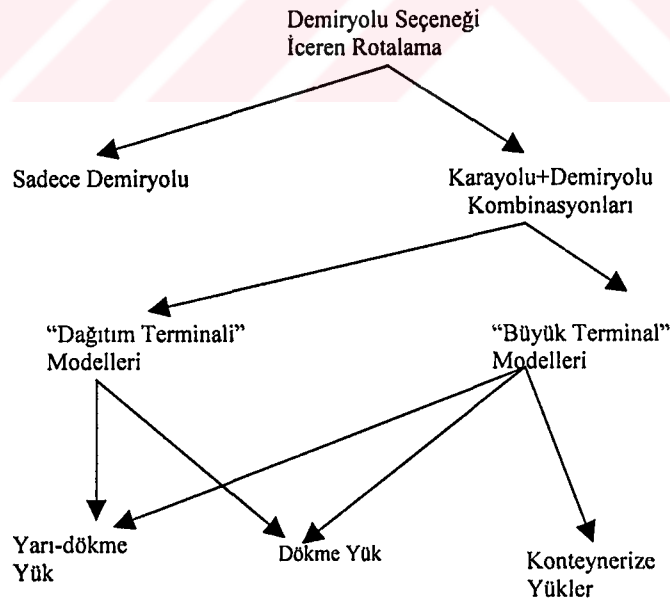 Demiryolu Seçeneği
İceren Rotalama
Sadece Demiryolu
Karayolu+Demiryolu
Kombinasyonları
“Dağıtım Terminali”
Modelleri
“Büyük Terminal”
Modelleri
Yarı-dökme
Yük
Dökme Yük
Konteynerize
Yükler